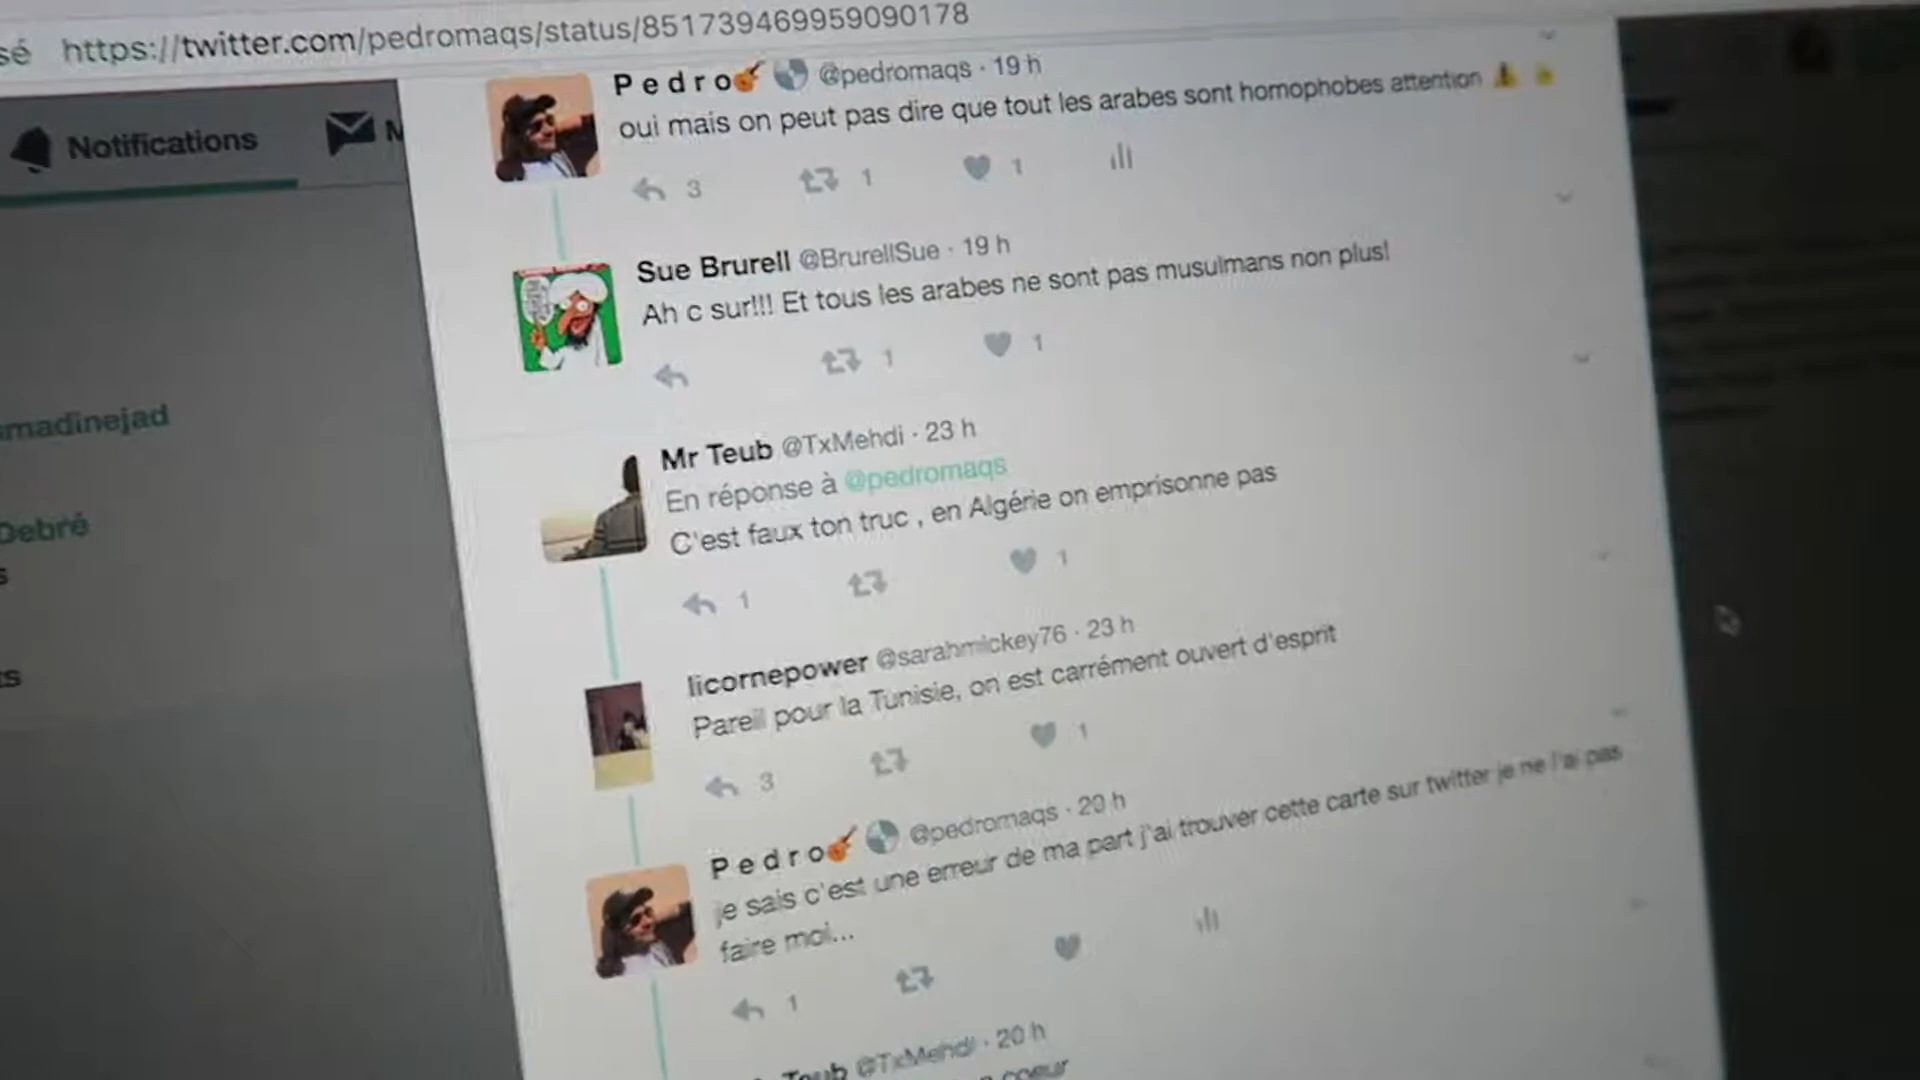 sé https://twitter.com/pedromaqs/status/851739469959090178
Notifications
M
madinejad
Debré
s
ts
Pedro @pedromaqs · 19 h
oui mais on peut pas dire que tout les arabes sont homophobes attention
3 1 1
Sue Brurell @BrurellSue · 19 h
Ah c sur!!! Et tous les arabes ne sont pas musulmans non plus!
1 1
Mr Teub @TxMehdi · 23 h
En réponse à @pedromaqs
C'est faux ton truc , en Algérie on emprisonne pas
1 1
licornepower @sarahmickey76 · 23 h
Pareil pour la Tunisie, on est carrément ouvert d'esprit
3 1
Pedro @pedromaqs · 20 h
je sais c'est une erreur de ma part j'ai trouver cette carte sur twitter je ne l'ai pas
faire moi...
1
Teub @TxMehdi · 20 h
coeur